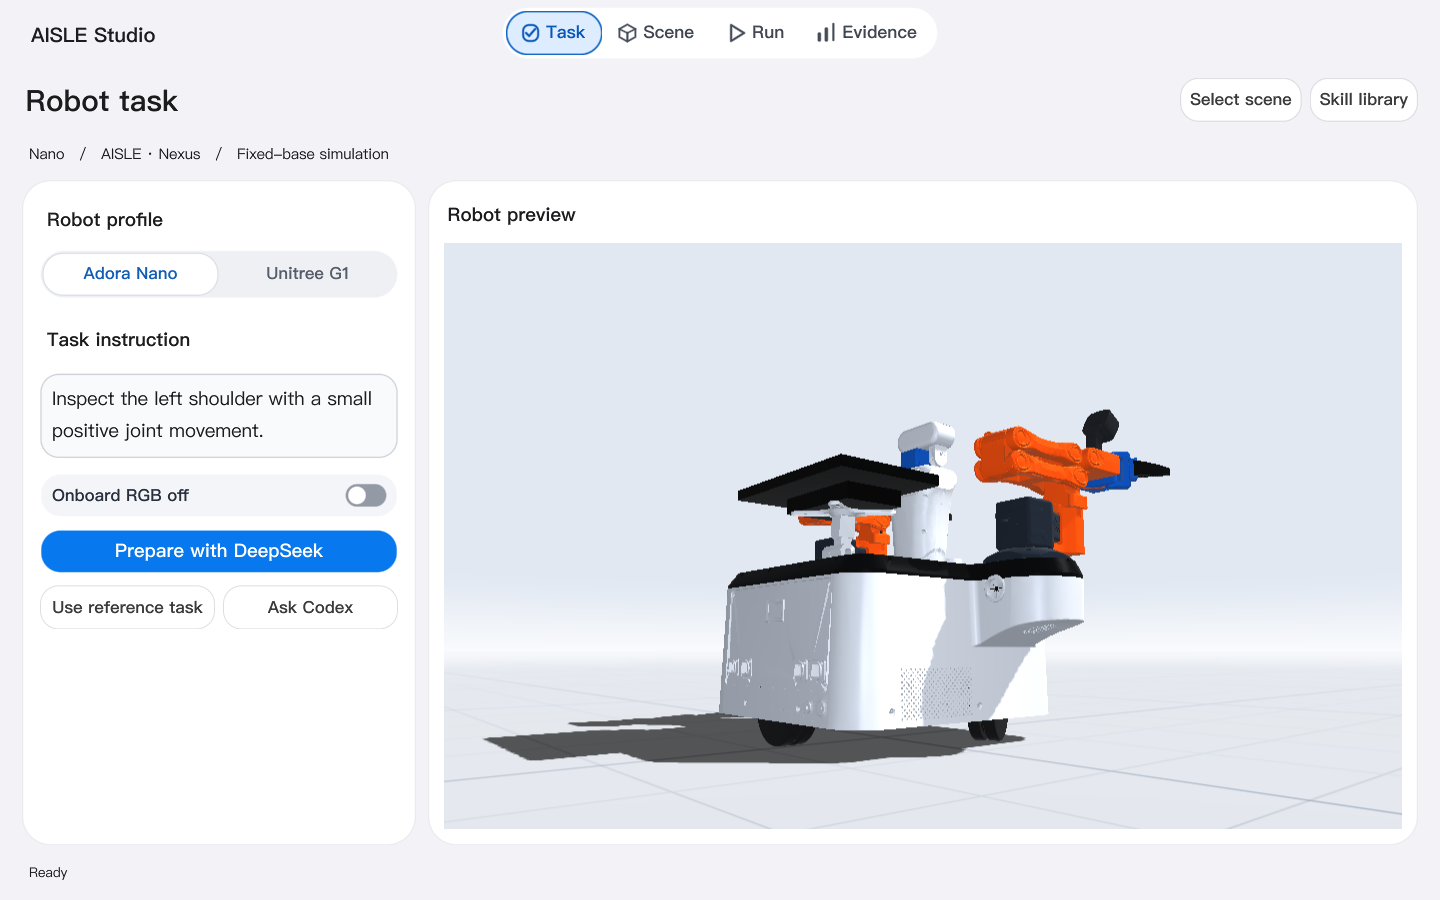 AISLE Studio
Task
Scene
Run
Evidence
Robot task
Select scene
Skill library
Nano / AISLE · Nexus / Fixed-base simulation
Robot profile
Adora Nano
Unitree G1
Task instruction
Inspect the left shoulder with a small
positive joint movement.
Onboard RGB off
Prepare with DeepSeek
Use reference task
Ask Codex
Robot preview
Ready